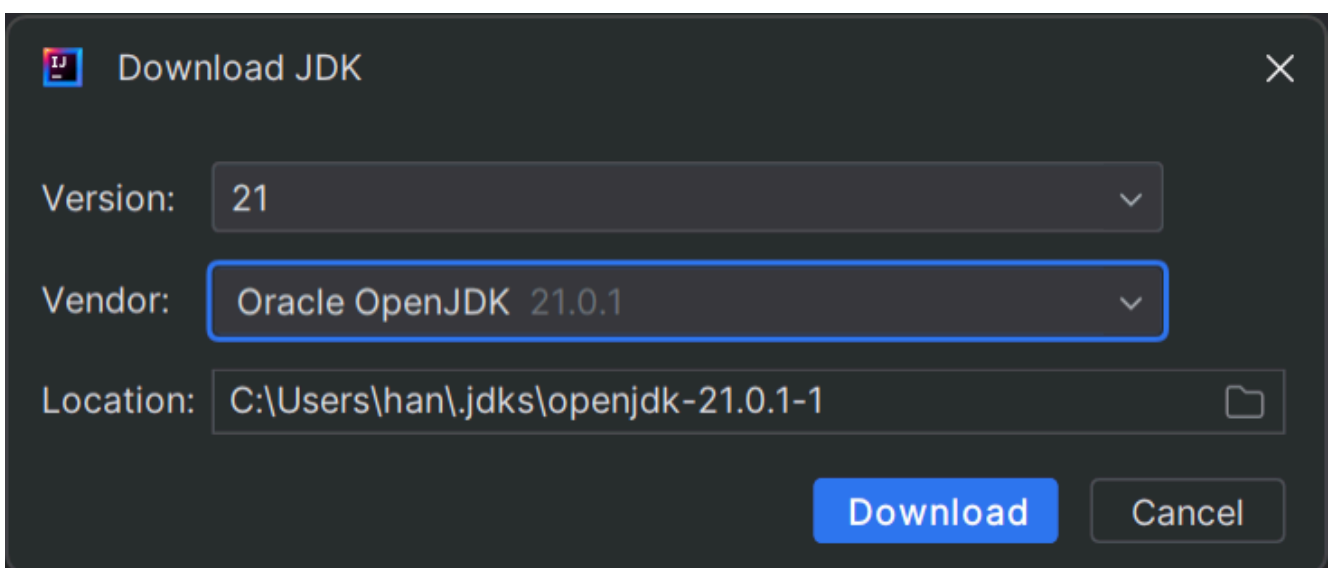 IJ Download JDK
Version: 21
Vendor: Oracle OpenJDK 21.0.1
Location: C:\Users\han\.jdks\openjdk-21.0.1-1
Download Cancel